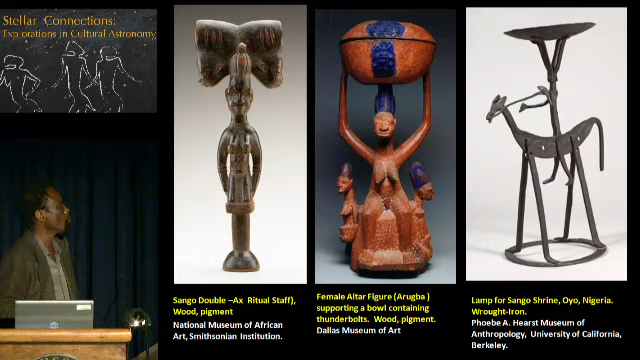 Stellar Connections:
Explorations in Cultural Astronomy
Sango Double –Ax Ritual Staff),
Wood, pigment
National Museum of African
Art, Smithsonian Institution.
Female Altar Figure (Arugba )
supporting a bowl containing
thunderbolts. Wood, pigment.
Dallas Museum of Art
Lamp for Sango Shrine, Oyo, Nigeria.
Wrought-Iron.
Phoebe A. Hearst Museum of
Anthropology, University of California,
Berkeley.